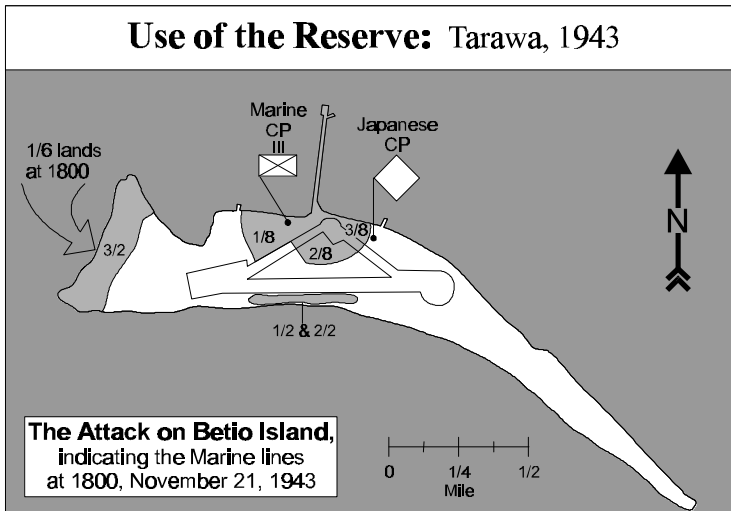 Use of the Reserve: Tarawa, 1943
Marine
CP
III
Japanese
CP
1/6 lands
at 1800
3/2
1/8
3/8
2/8
N
1/2 & 2/2
The Attack on Betio Island,
indicating the Marine lines
at 1800, November 21, 1943
0 1/4 1/2
Mile